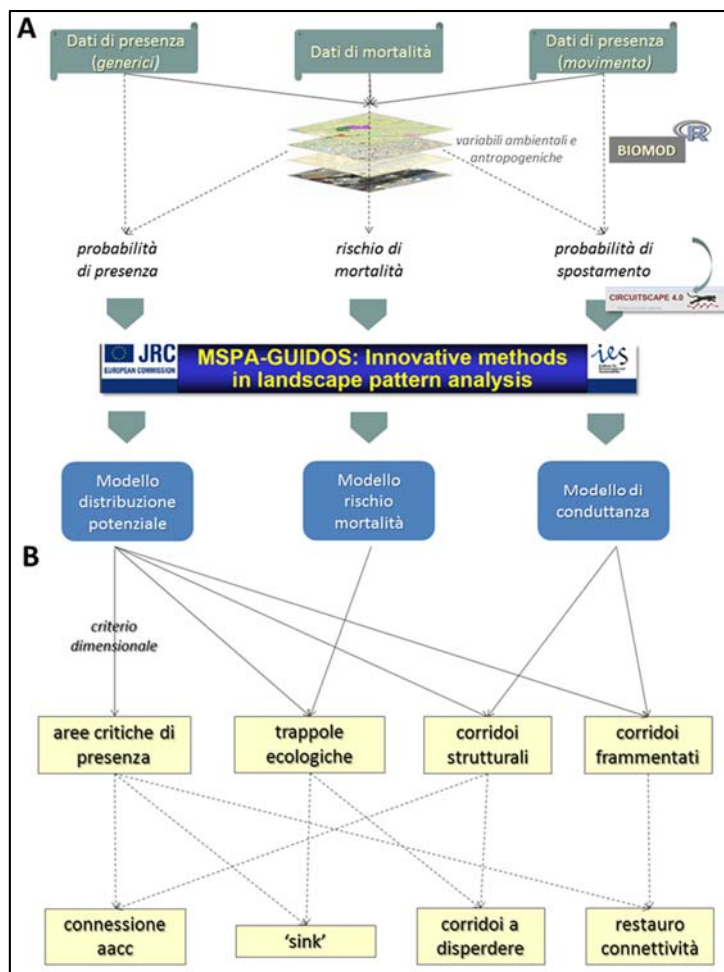 A
Dati di presenza
(generici)
Dati di mortalità
Dati di presenza
(movimento)
variabili ambientali e
antropogeniche
BIOMOD
R
probabilità
di presenza
rischio di
mortalità
probabilità di
spostamento
CIRCUITSCAPE 4.0
JRC
EUROPEAN COMMISSION
MSPA-GUIDOS: Innovative methods
in landscape pattern analysis
ies
Modello
distribuzione
potenziale
Modello
rischio
mortalità
Modello di
conduttanza
B
criterio
dimensionale
aree critiche di
presenza
trappole
ecologiche
corridoi
strutturali
corridoi
frammentati
connessione
aacc
‘sink’
corridoi a
disperdere
restauro
connettività